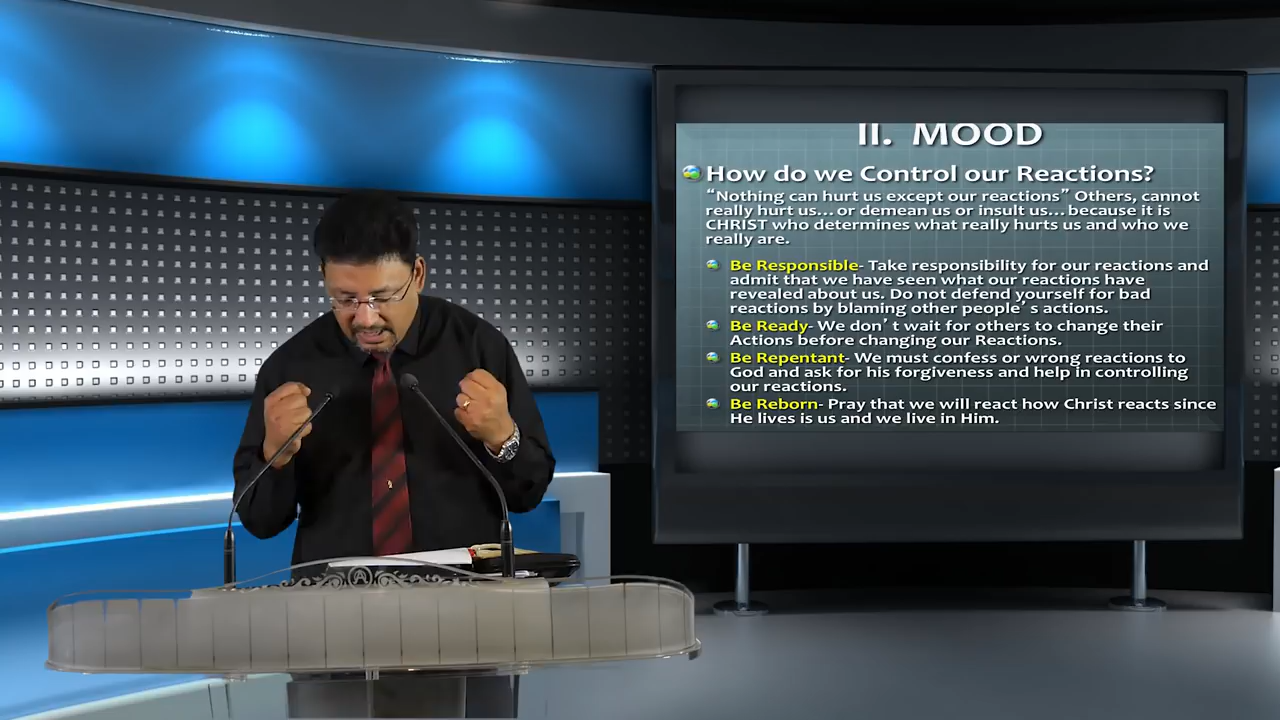 II. MOOD
How do we Control our Reactions?
“Nothing can hurt us except our reactions” Others, cannot
really hurt us... or demean us or insult us... because it is
CHRIST who determines what really hurts us and who we
really are.
Be Responsible- Take responsibility for our reactions and
admit that we have seen what our reactions have
revealed about us. Do not defend yourself for bad
reactions by blaming other people’s actions.
Be Ready- We don’t wait for others to change their
Actions before changing our Reactions.
Be Repentant- We must confess or wrong reactions to
God and ask for his forgiveness and help in controlling
our reactions.
Be Reborn- Pray that we will react how Christ reacts since
He lives is us and we live in Him.